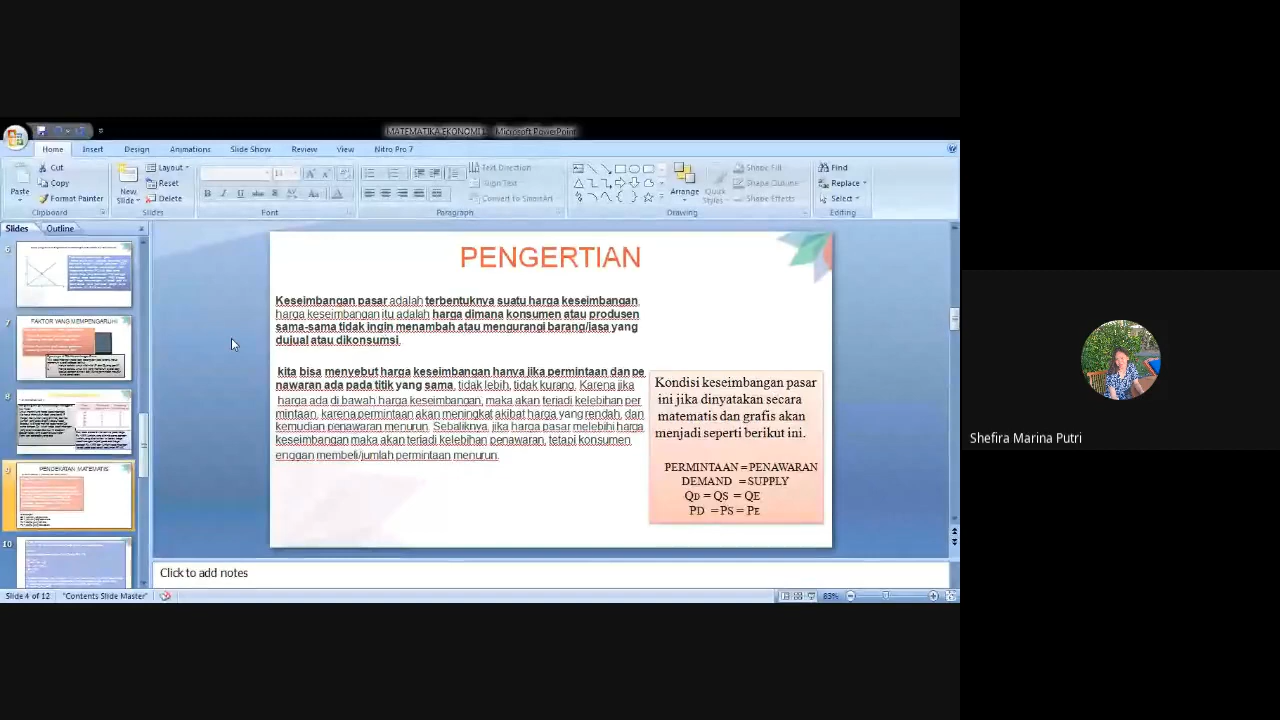 MATEMATIKA EKONOMI - Microsoft PowerPoint
Home Insert Design Animations Slide Show Review View Nitro Pro 7
Cut
Copy
Format Painter
Paste
Clipboard
New
Slide
Layout
Reset
Delete
Slides
Font
Text Direction
Align Text
Convert to SmartArt
Paragraph
Arrange
Quick
Styles
Shape Fill
Shape Outline
Shape Effects
Drawing
Find
Replace
Select
Editing
Slides Outline
6
7
FAKTOR YANG MEMPENGARUHI
8
9
PENDEKATAN MATEMATIS
10
PENGERTIAN
Keseimbangan pasar adalah terbentuknya suatu harga keseimbangan,
harga keseimbangan itu adalah harga dimana konsumen atau produsen
sama-sama tidak ingin menambah atau mengurangi barang/jasa yang
dujual atau dikonsumsi.
kita bisa menyebut harga keseimbangan hanya jika permintaan dan pe
nawaran ada pada titik yang sama, tidak lebih, tidak kurang. Karena jika
harga ada di bawah harga keseimbangan, maka akan terjadi kelebihan per
mintaan, karena permintaan akan meningkat akibat harga yang rendah, dan
kemudian penawaran menurun. Sebaliknya, jika harga pasar melebihi harga
keseimbangan maka akan terjadi kelebihan penawaran, tetapi konsumen
enggan membeli/jumlah permintaan menurun.
Kondisi keseimbangan pasar
ini jika dinyatakan secara
matematis dan grafis akan
menjadi seperti berikut ini.
PERMINTAAN = PENAWARAN
DEMAND = SUPPLY
QD = QS = QE
PD = PS = PE
Click to add notes
Slide 4 of 12 "Contents Slide Master" 83%
Shefira Marina Putri